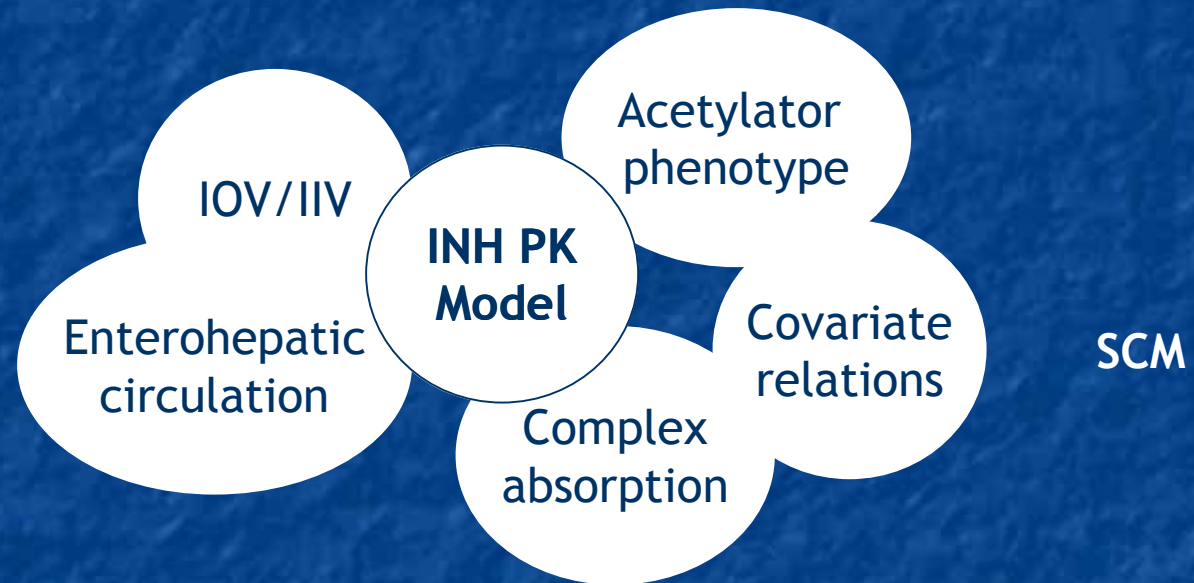 Acetylator
phenotype
IOV/IIV
INH PK
Model
Enterohepatic
circulation
Covariate
relations
SCM
Complex
absorption